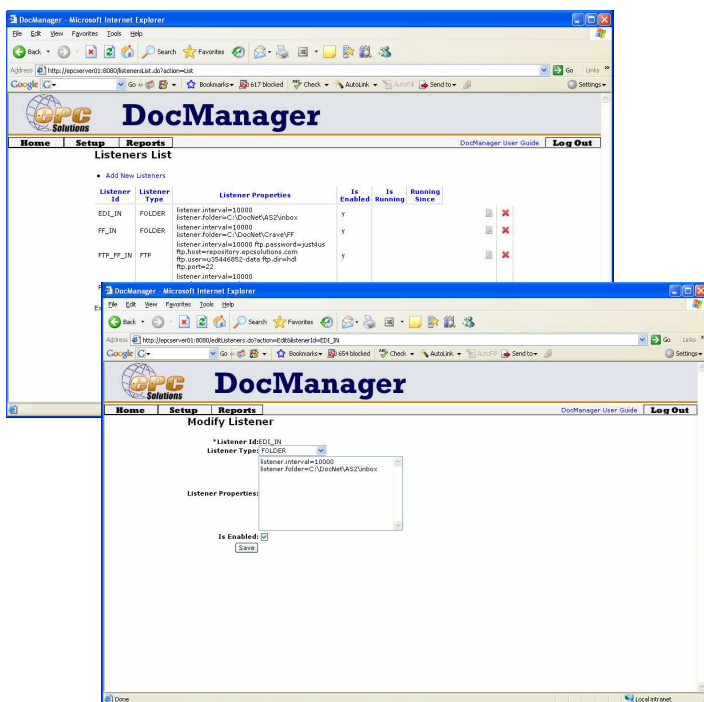 DocManager - Microsoft Internet Explorer
File Edit View Favorites Tools Help
Back Search Favorites
Address http://epcserver01:8080/listenersList.do?action=List Go Links »
Google G Go Bookmarks 617 blocked Check AutoLink AutoFill Send to Settings
EPC Solutions
DocManager
Home Setup Reports DocManager User Guide Log Out
Listeners List
• Add New Listeners
Listener Id Listener Type Listener Properties Is Enabled Is Running Running Since
EDI_IN FOLDER listener.interval=10000
listener.folder=C:\DocNet\AS2\inbox y
FF_IN FOLDER listener.interval=10000
listener.folder=C:\DocNet\Crave\FF y
FTP_FF_IN FTP listener.interval=10000 ftp.password=just4us
ftp.host=repository.epcsolutions.com
ftp.user=u35446852-data ftp.dir=hdl
ftp.port=22 y
listener.interval=10000
DocManager - Microsoft Internet Explorer
File Edit View Favorites Tools Help
Back Search Favorites
Address http://epcserver01:8080/editListeners.do?action=Edit&listenerId=EDI_IN Go Links »
Google G Go Bookmarks 654 blocked Check AutoLink AutoFill Send to Settings
EPC Solutions
DocManager
Home Setup Reports DocManager User Guide Log Out
Modify Listener
*Listener Id: EDI_IN
Listener Type: FOLDER
Listener Properties: listener.interval=10000
listener.folder=C:\DocNet\AS2\inbox
Is Enabled:
Save
Done Local intranet